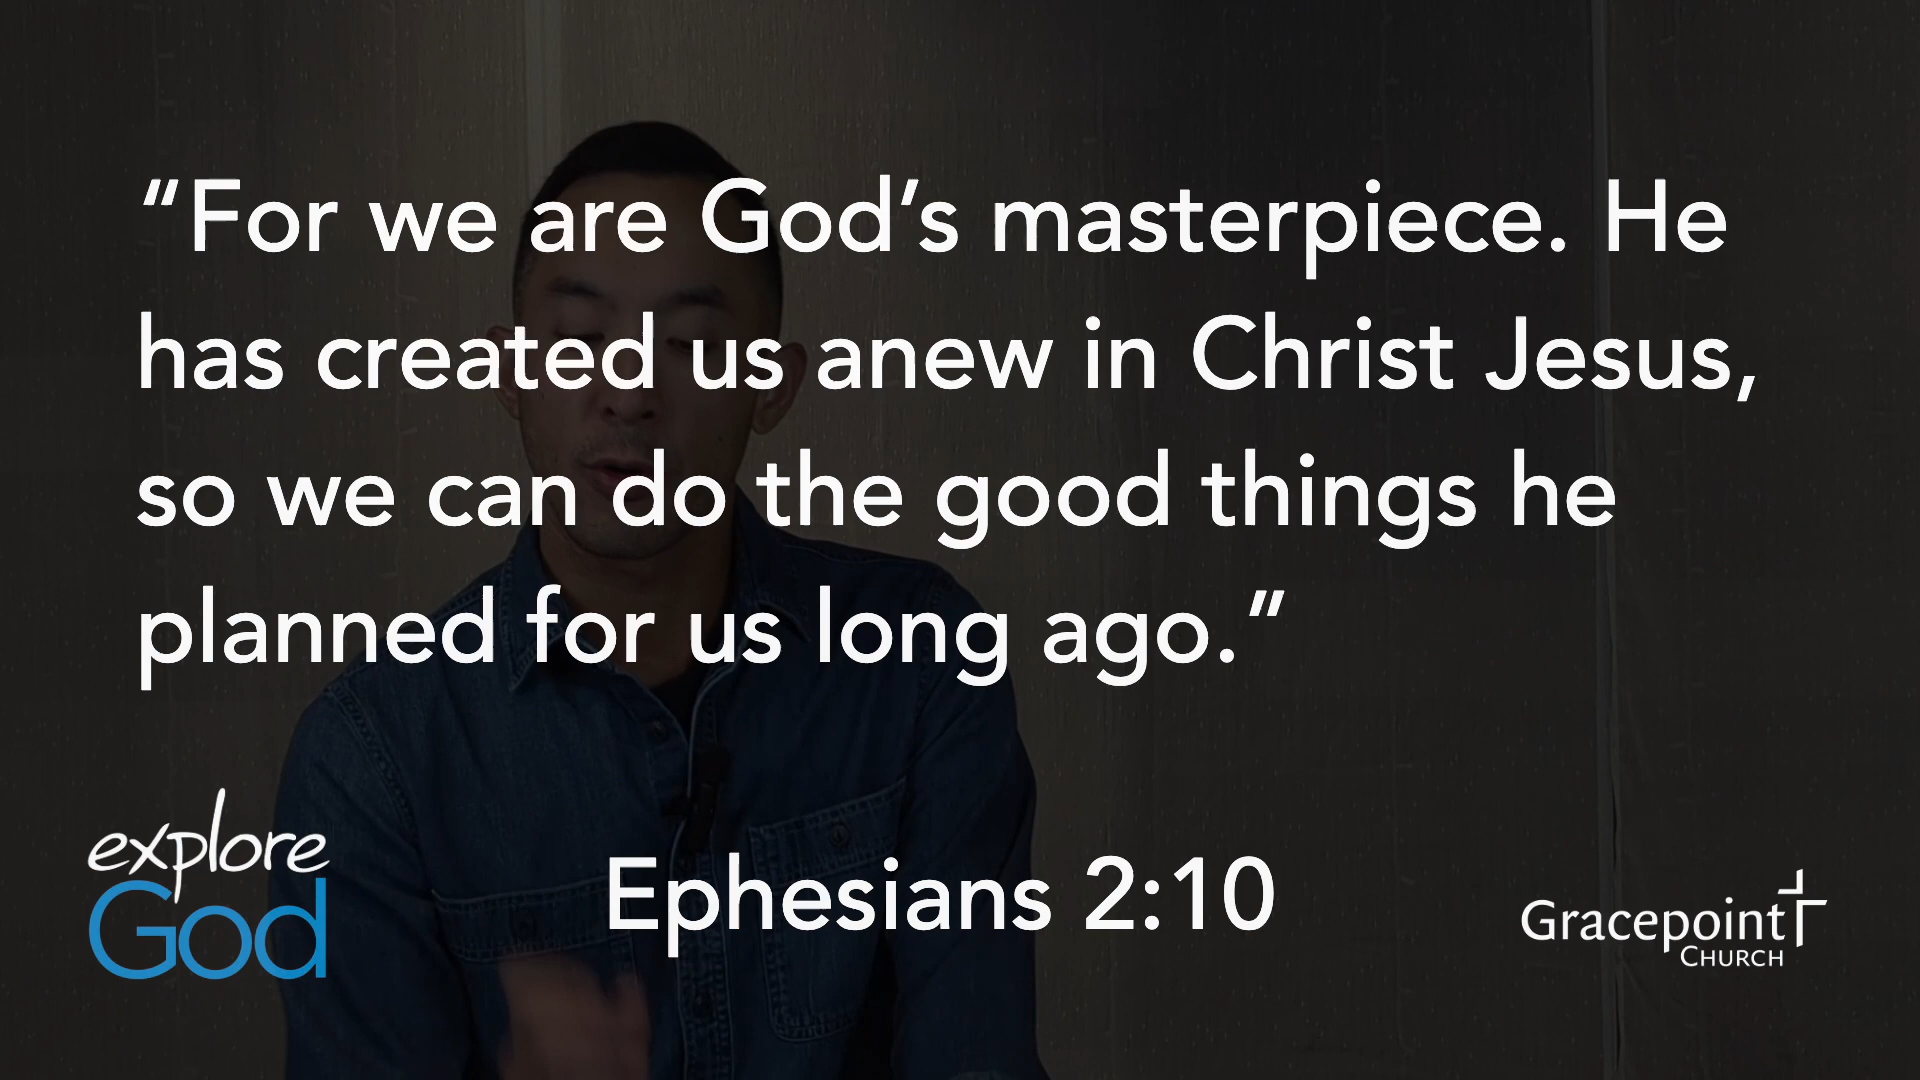 “For we are God’s masterpiece. He
has created us anew in Christ Jesus,
so we can do the good things he
planned for us long ago.”
explore
God
Ephesians 2:10
Gracepoint
CHURCH